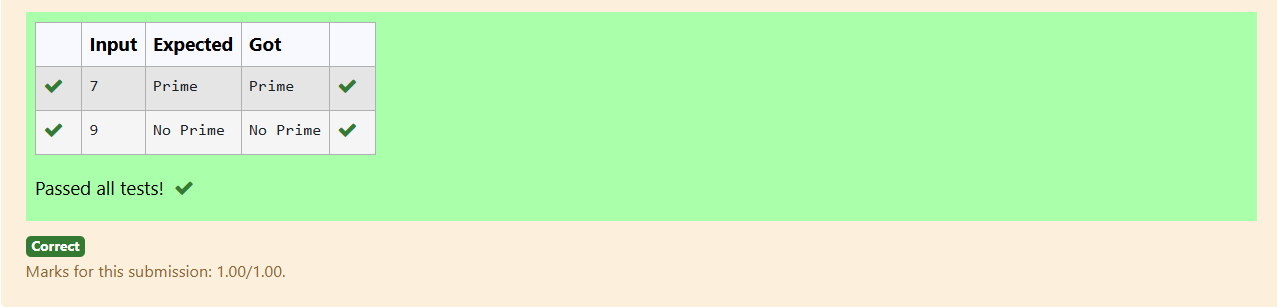 Input Expected Got
7 Prime Prime
9 No Prime No Prime
Passed all tests!
Correct
Marks for this submission: 1.00/1.00.